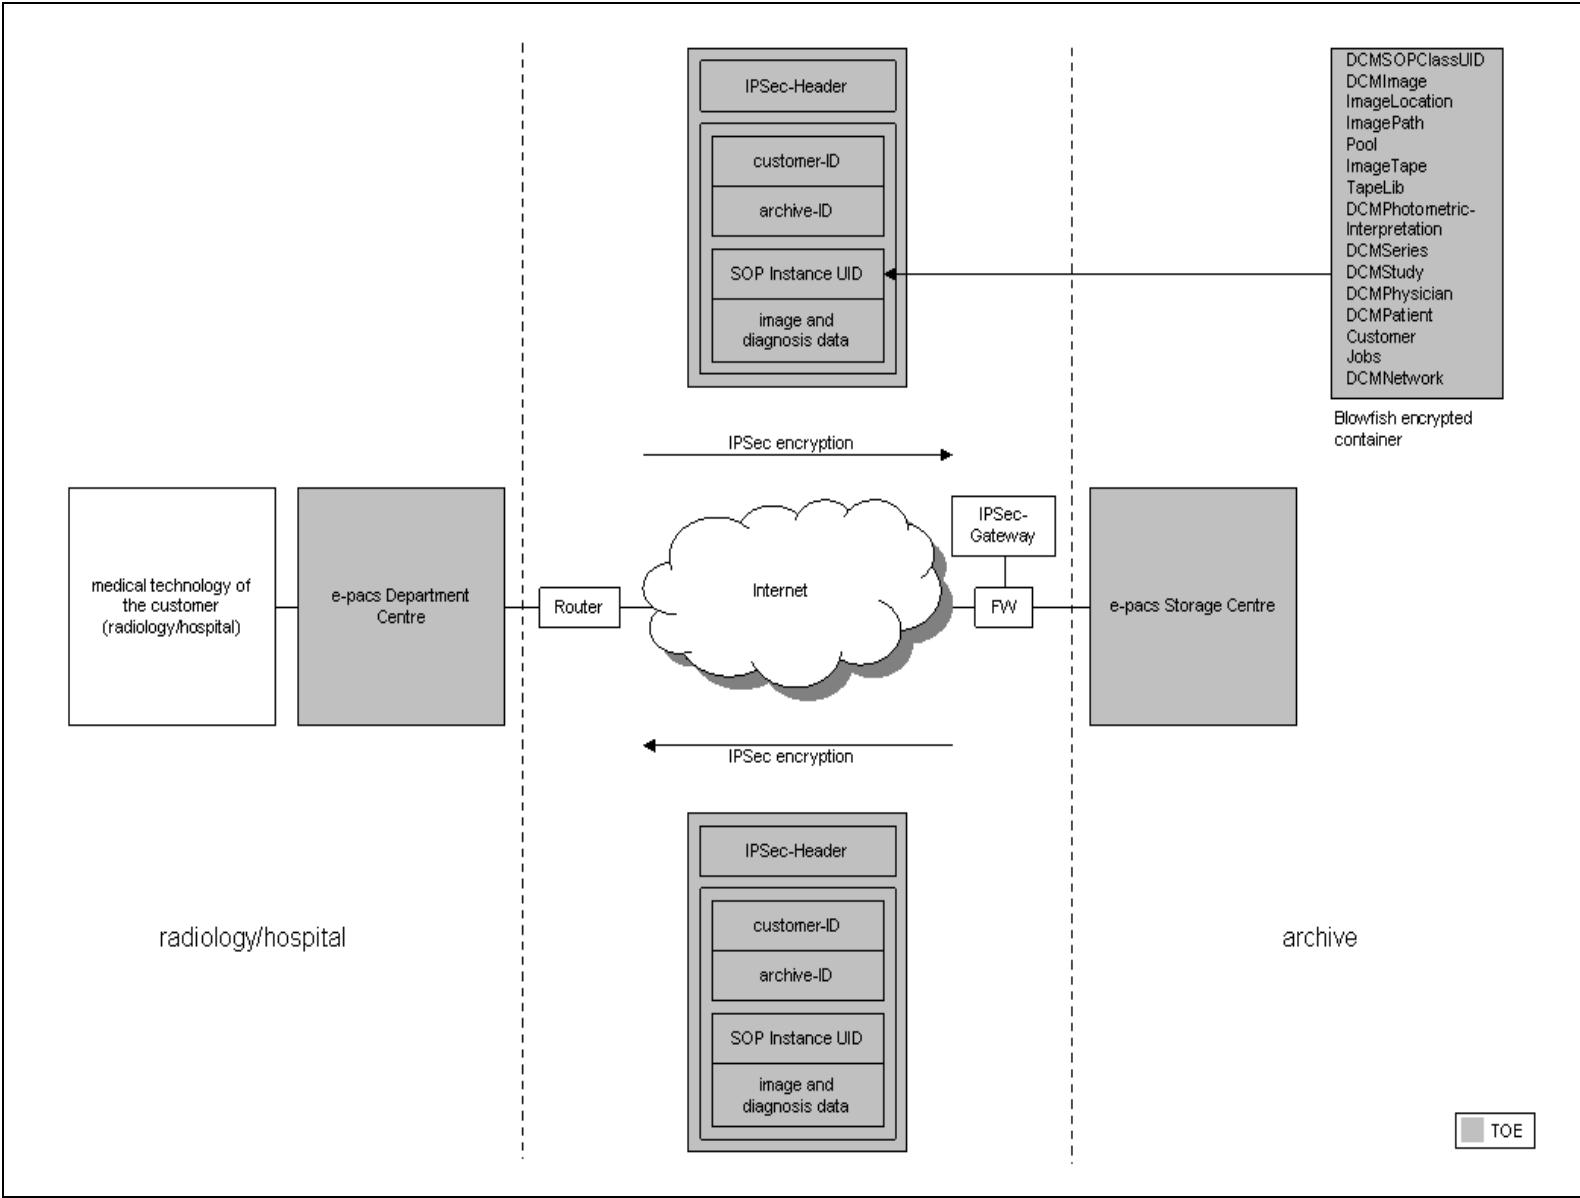 IPSec-Header
customer-ID
archive-ID
SOP Instance UID
image and
diagnosis data
DCMSOPClassUID
DCMImage
ImageLocation
ImagePath
Pool
ImageTape
TapeLib
DCMPhotometric-
Interpretation
DCMSeries
DCMStudy
DCMPhysician
DCMPatient
Customer
Jobs
DCMNetwork
Blowfish encrypted
container
IPSec encryption
medical technology of
the customer
(radiology/hospital)
e-pacs Department
Centre
Router
Internet
IPSec-
Gateway
FW
e-pacs Storage Centre
IPSec encryption
IPSec-Header
customer-ID
archive-ID
SOP Instance UID
image and
diagnosis data
radiology/hospital
archive
TOE